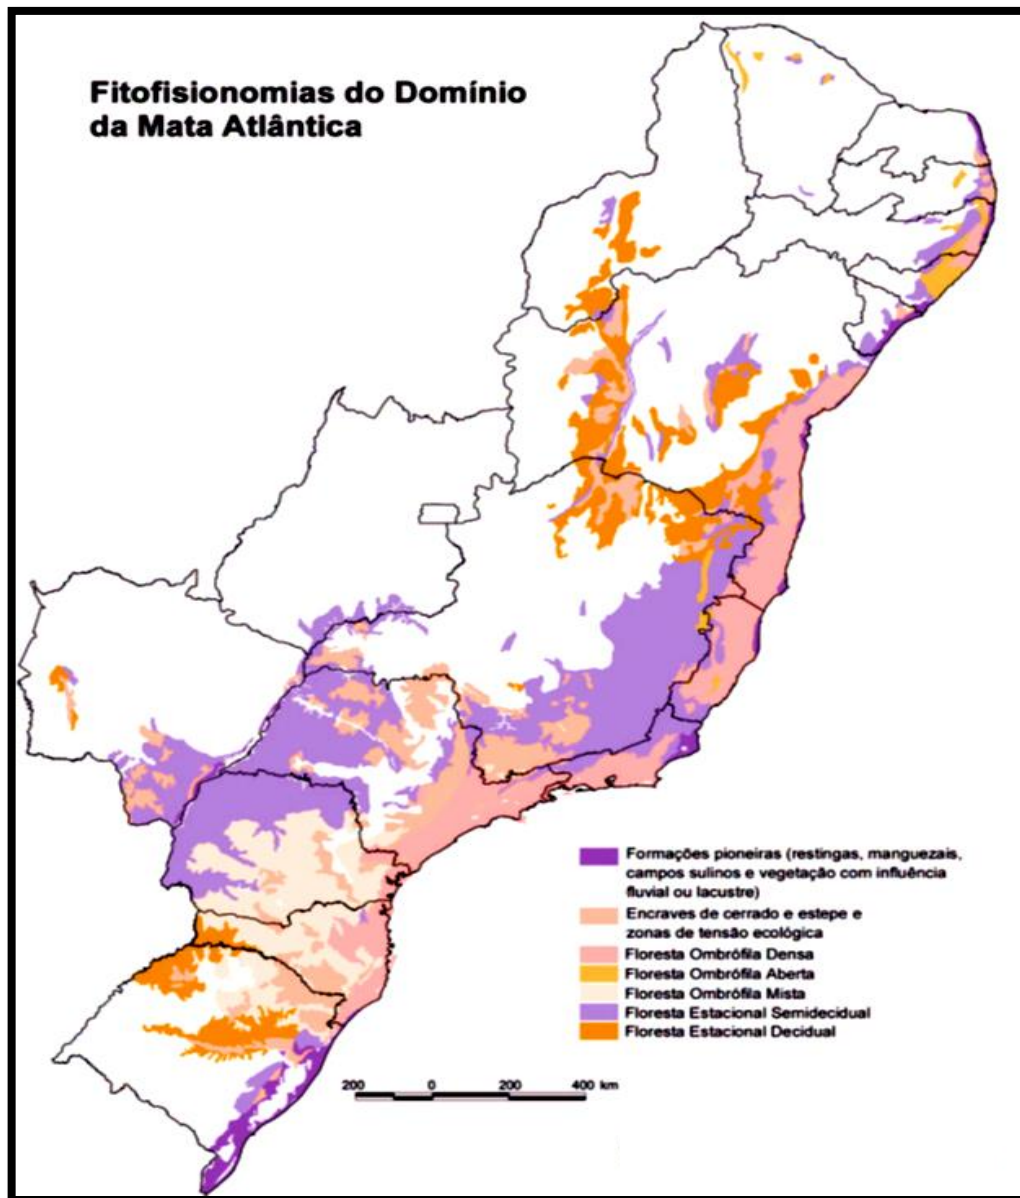 Fitofisionomias do Domínio
da Mata Atlântica
Formações pioneiras (restingas, manguezais,
campos sulinos e vegetação com influência
fluvial ou lacustre)
Encraves de cerrado e estepe e
zonas de tensão ecológica
Floresta Ombrófila Densa
Floresta Ombrófila Aberta
Floresta Ombrófila Mista
Floresta Estacional Semidecidual
Floresta Estacional Decidual
200 0 200 400 km